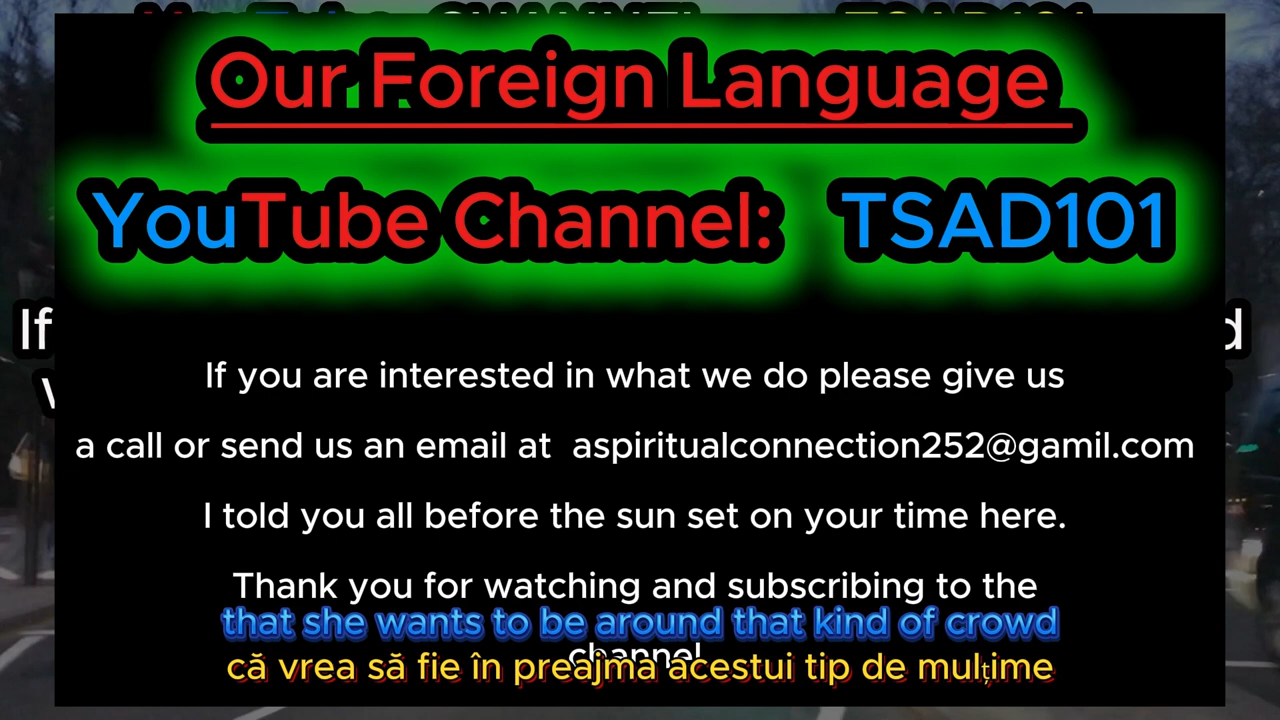 Our Foreign Language
YouTube Channel: TSAD101
If
d
If you are interested in what we do please give us
a call or send us an email at aspiritualconnection252@gamil.com
I told you all before the sun set on your time here.
Thank you for watching and subscribing to the
that she wants to be around that kind of crowd
channel
că vrea să fie în preajma acestui tip de mulțime